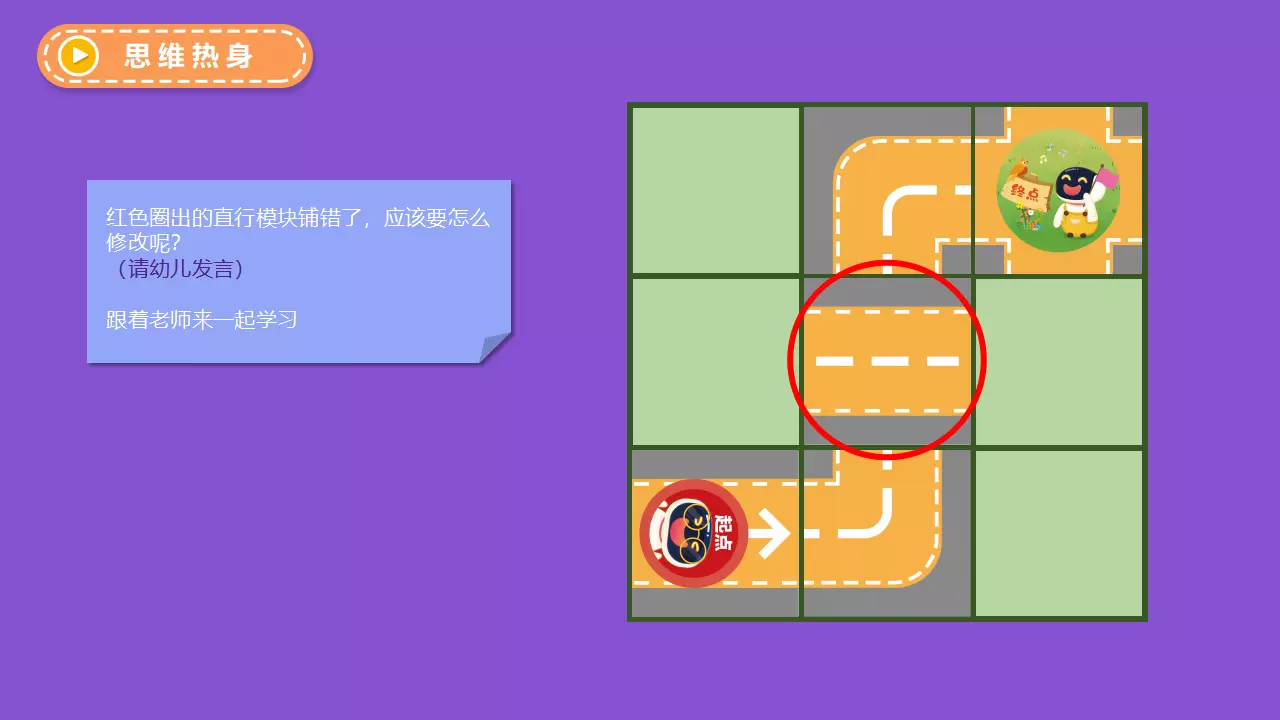 思维热身
红色圈出的直行模块铺错了，应该要怎么
修改呢?
（请幼儿发言）
跟着老师来一起学习
终点
起点